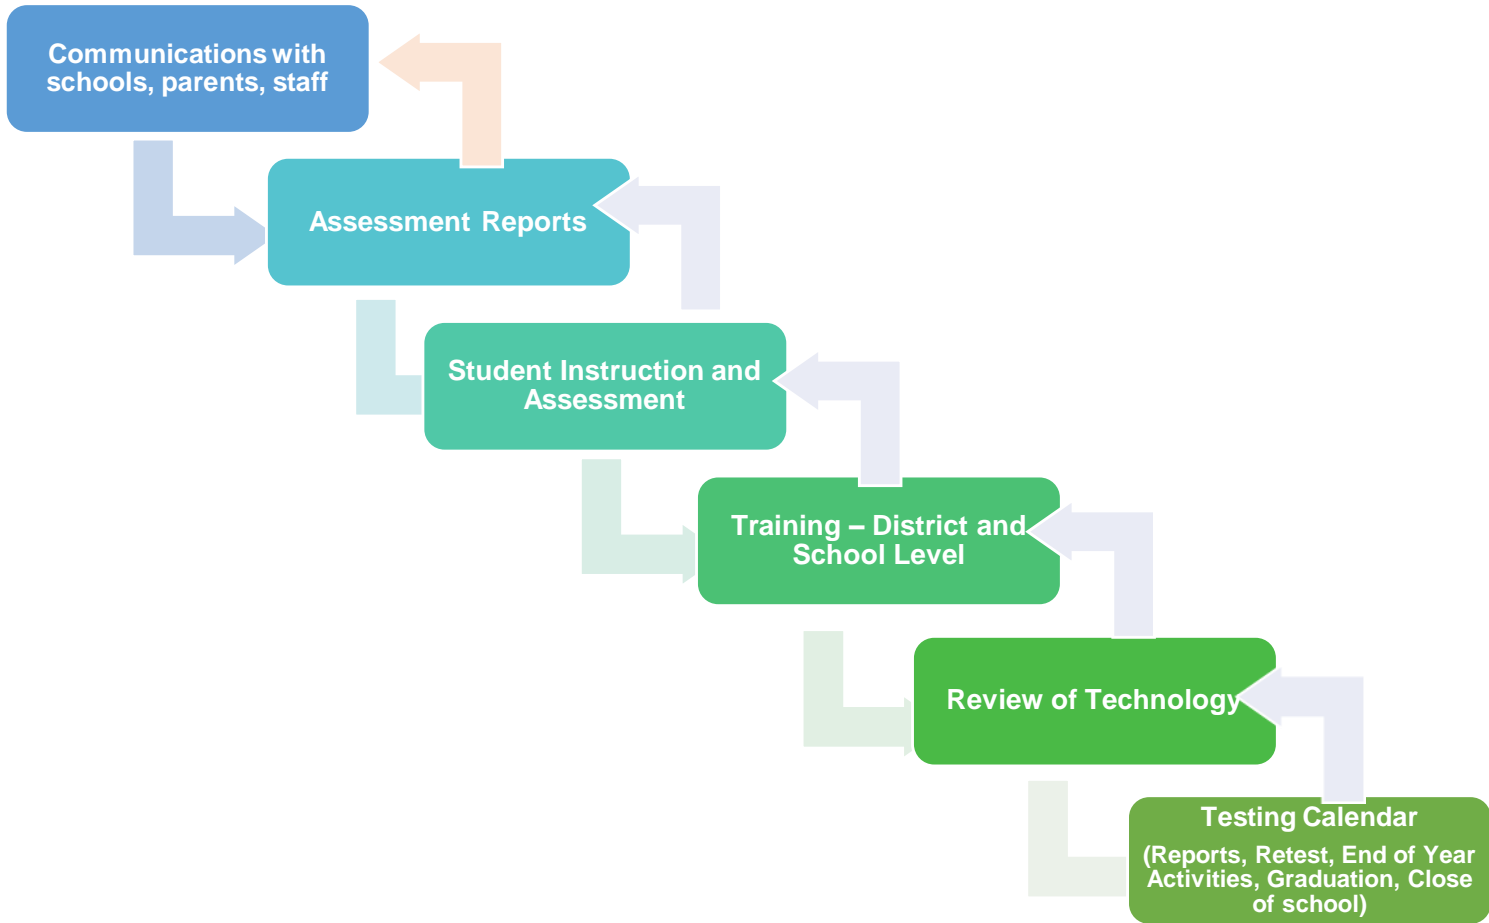 Communications with
schools, parents, staff
Assessment Reports
Student Instruction and
Assessment
Training – District and
School Level
Review of Technology
Testing Calendar
(Reports, Retest, End of Year
Activities, Graduation, Close
of school)